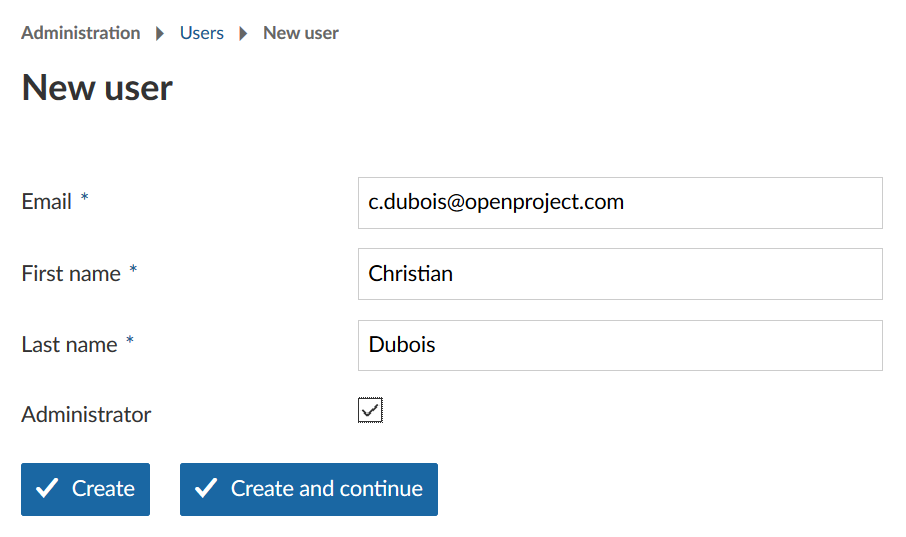 Administration Users New user
New user
Email * c.dubois@openproject.com
First name * Christian
Last name * Dubois
Administrator
Create Create and continue